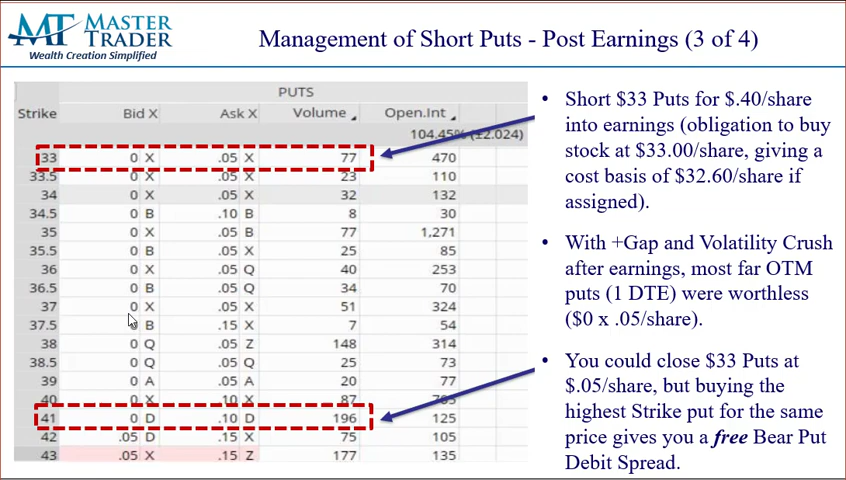 MT MASTER
TRADER
Wealth Creation Simplified
Management of Short Puts - Post Earnings (3 of 4)
PUTS
Strike Bid X Ask X Volume Open.Int
104.45% (±2.024)
33 0 X .05 X 77 470
33.5 0 X .05 X 23 110
34 0 X .05 X 32 132
34.5 0 B .10 B 8 30
35 0 X .05 B 77 1,271
35.5 0 B .05 X 25 85
36 0 X .05 Q 40 253
36.5 0 B .05 Q 34 70
37 0 X .05 X 51 324
37.5 0 B .15 X 7 54
38 0 Q .05 Z 148 314
38.5 0 Q .05 Q 25 73
39 0 A .05 A 20 77
40 0 X .10 X 87
41 0 D .10 D 196 125
42 .05 D .15 X 75 105
43 .05 X .15 Z 177 135
• Short $33 Puts for $.40/share
into earnings (obligation to buy
stock at $33.00/share, giving a
cost basis of $32.60/share if
assigned).
• With +Gap and Volatility Crush
after earnings, most far OTM
puts (1 DTE) were worthless
($0 x .05/share).
• You could close $33 Puts at
$.05/share, but buying the
highest Strike put for the same
price gives you a free Bear Put
Debit Spread.